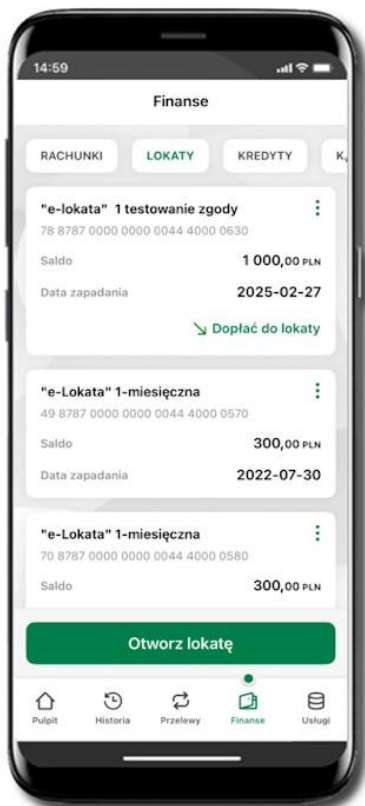 14:59
Finanse
RACHUNKI LOKATY KREDYTY
"e-lokata" 1 testowanie zgody
78 8787 0000 0000 0044 4000 0630
Saldo 1 000,00 PLN
Data zapadania 2025-02-27
Dopłać do lokaty
"e-Lokata" 1-miesięczna
49 8787 0000 0000 0044 4000 0570
Saldo 300,00 PLN
Data zapadania 2022-07-30
"e-Lokata" 1-miesięczna
70 8787 0000 0000 0044 4000 0580
Saldo 300,00 PLN
Otworz lokatę
Pulpit Historia Przelewy Finanse Usługi